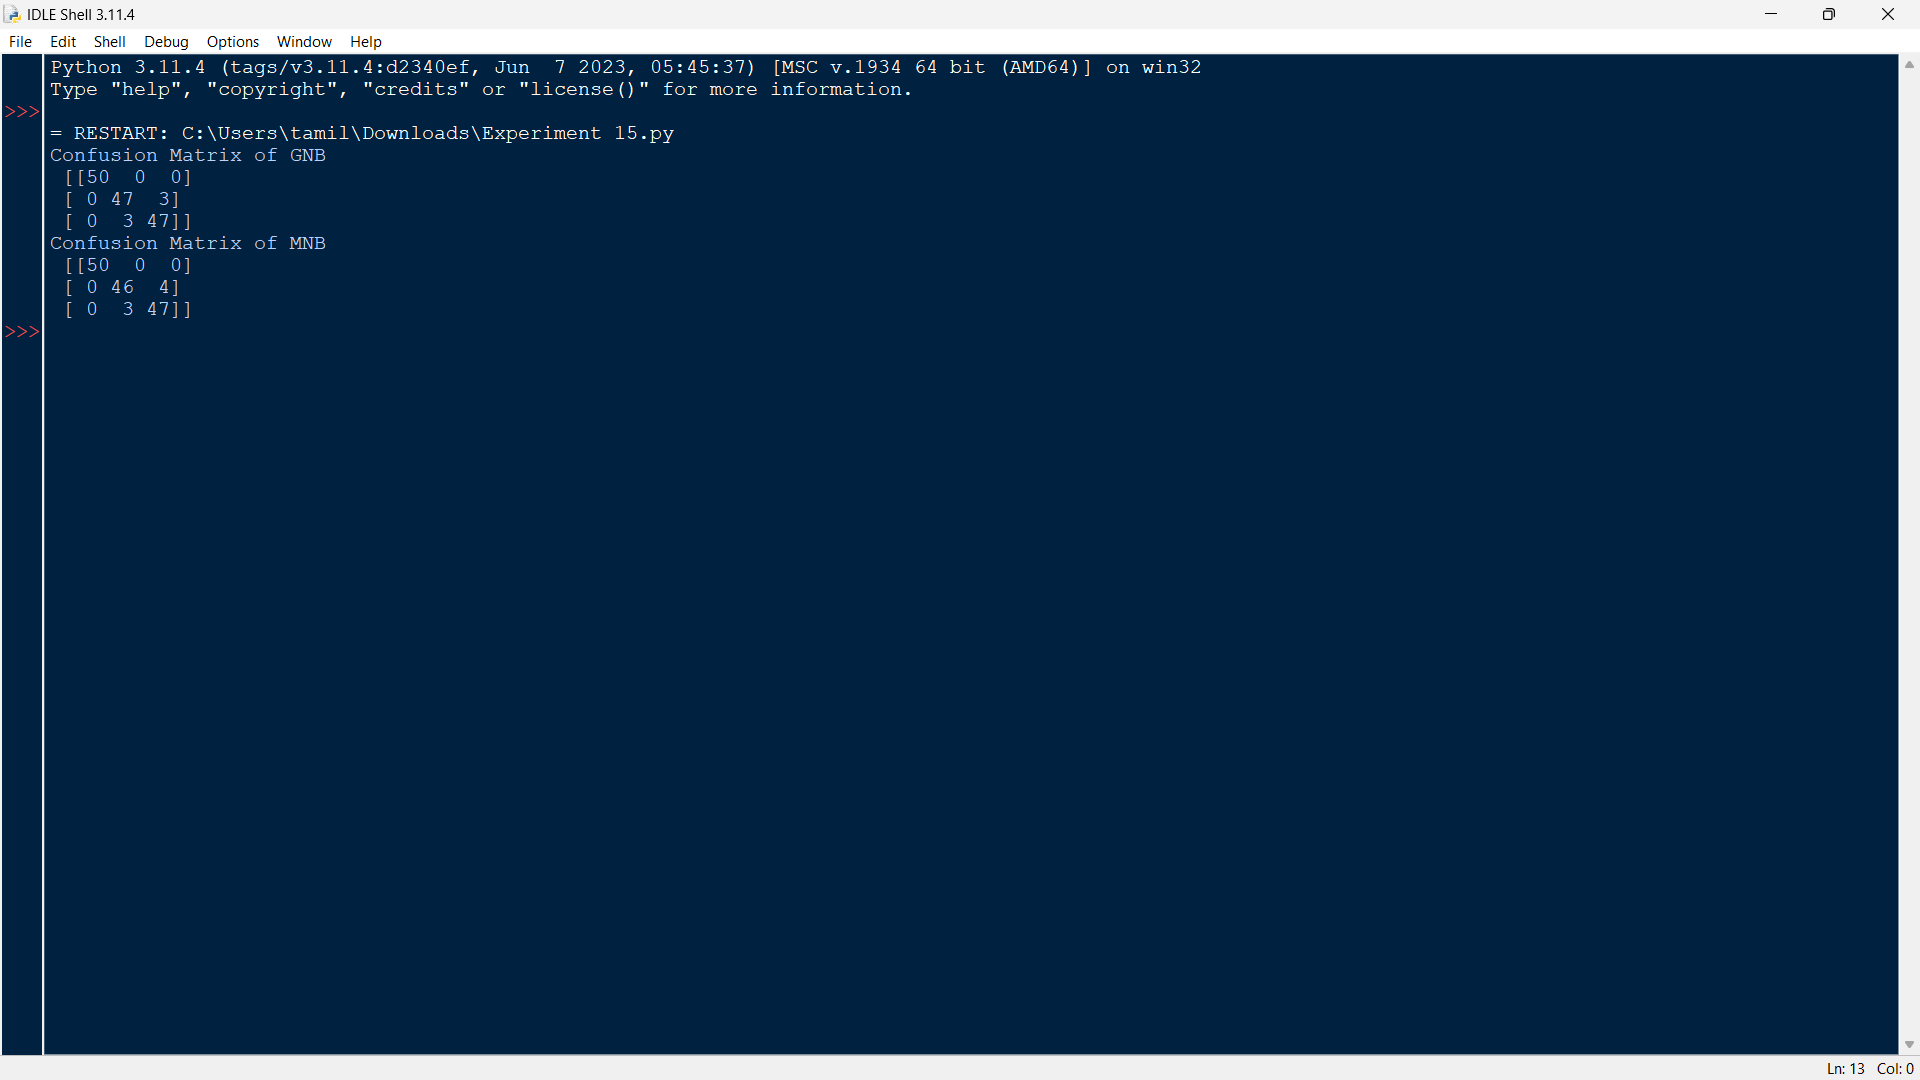 IDLE Shell 3.11.4
File Edit Shell Debug Options Window Help
Python 3.11.4 (tags/v3.11.4:d2340ef, Jun  7 2023, 05:45:37) [MSC v.1934 64 bit (AMD64)] on win32
Type "help", "copyright", "credits" or "license()" for more information.
>>>
= RESTART: C:\Users\tamil\Downloads\Experiment 15.py
Confusion Matrix of GNB
 [[50  0  0]
 [ 0 47  3]
 [ 0  3 47]]
Confusion Matrix of MNB
 [[50  0  0]
 [ 0 46  4]
 [ 0  3 47]]
>>>
Ln: 13 Col: 0